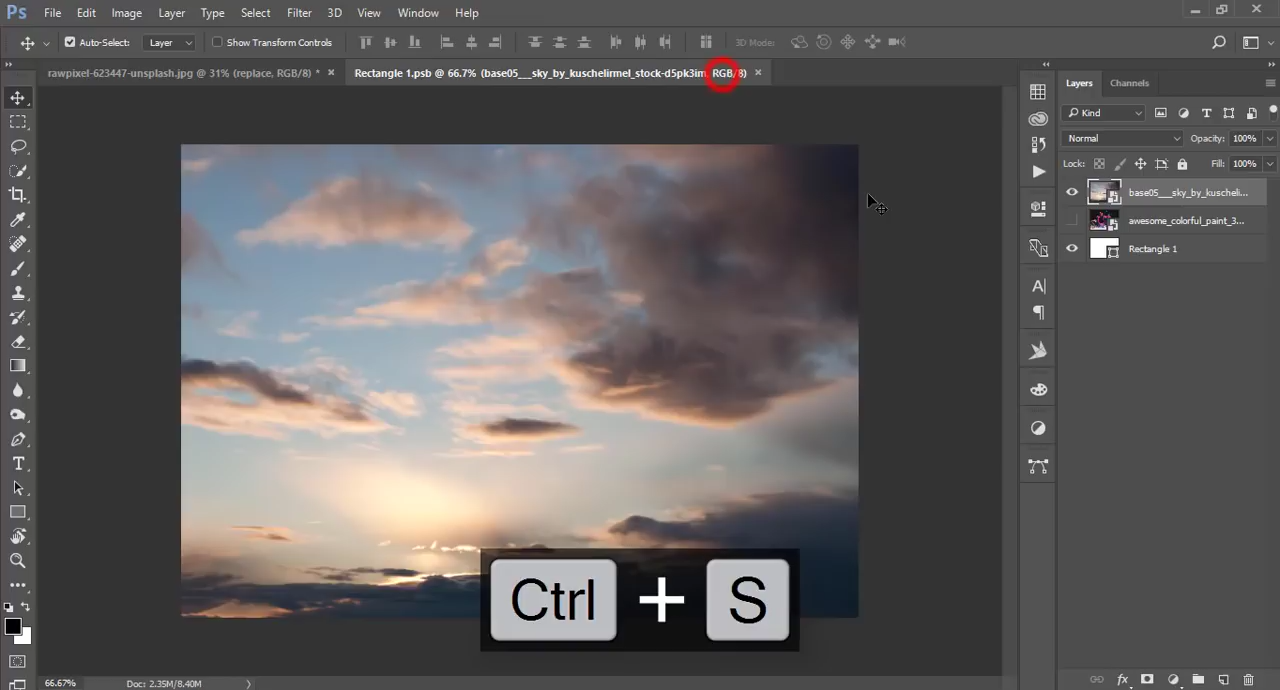 Ps File Edit Image Layer Type Select Filter 3D View Window Help
Auto-Select: Layer Show Transform Controls 3D Mode:
rawpixel-623447-unsplash.jpg @ 31% (replace, RGB/8) * ×
Rectangle 1.psb @ 66.7% (base05___sky_by_kuschelirmel_stock-d5pk3im, RGB/8) ×
Layers Channels
Kind
Normal Opacity: 100%
Lock: Fill: 100%
base05___sky_by_kuscheli...
awesome_colorful_paint_3...
Rectangle 1
Ctrl + S
66.67% Doc: 2.35M/8.40M